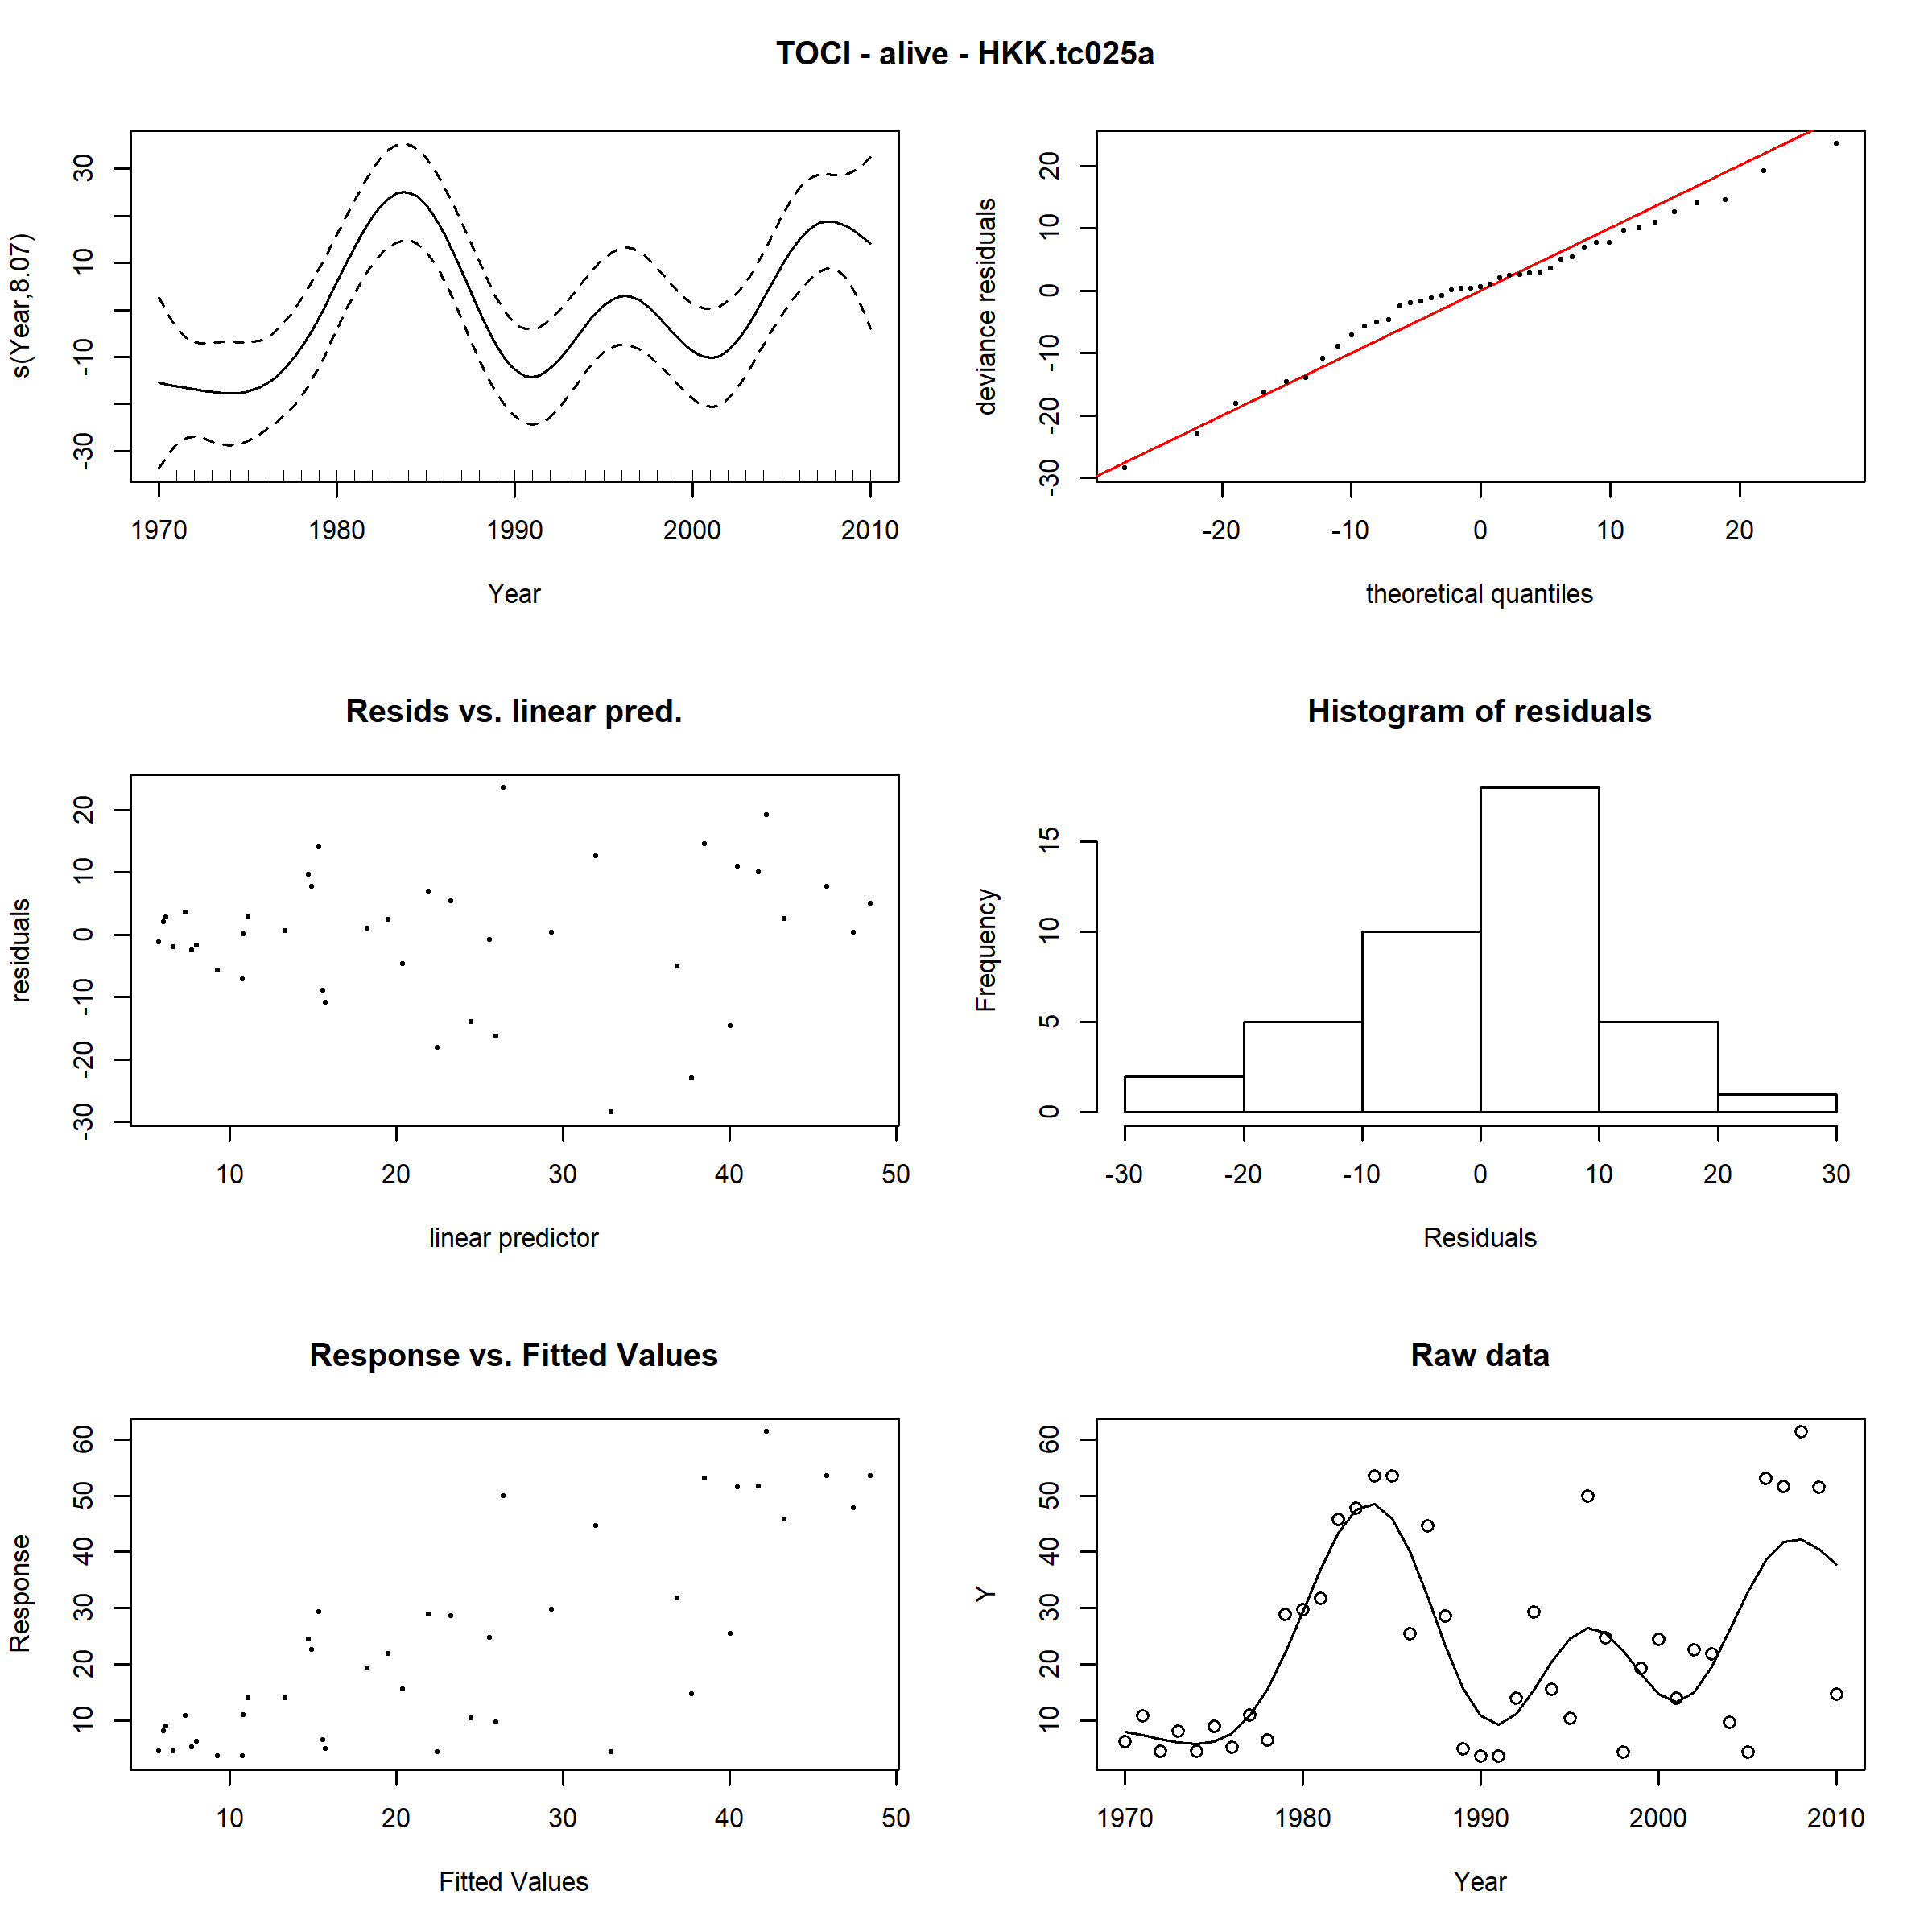 TOCI - alive - HKK.tc025a
s(Year,8.07)
30
10
-10
-30
1970 1980 1990 2000 2010
Year
deviance residuals
20
10
0
-10
-20
-30
-20 -10 0 10 20
theoretical quantiles
Resids vs. linear pred.
residuals
20
10
0
-10
-20
-30
10 20 30 40 50
linear predictor
Histogram of residuals
Frequency
15
10
5
0
-30 -20 -10 0 10 20 30
Residuals
Response vs. Fitted Values
Response
60
50
40
30
20
10
10 20 30 40 50
Fitted Values
Raw data
Y
60
50
40
30
20
10
1970 1980 1990 2000 2010
Year